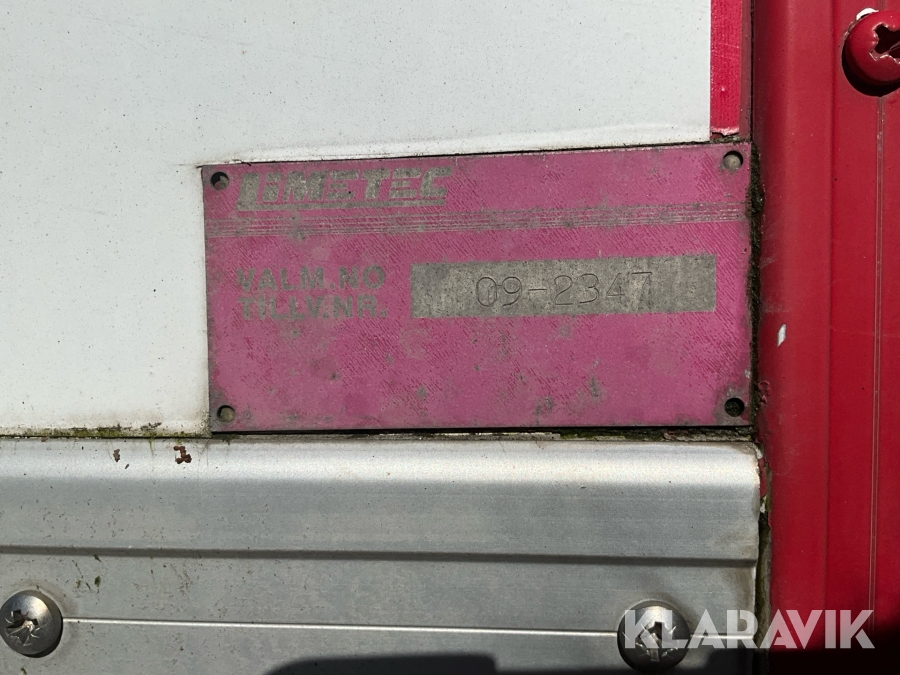 LIMETEC
VALM.NO
TILLV.NR.
09-2347
KLARAVIK